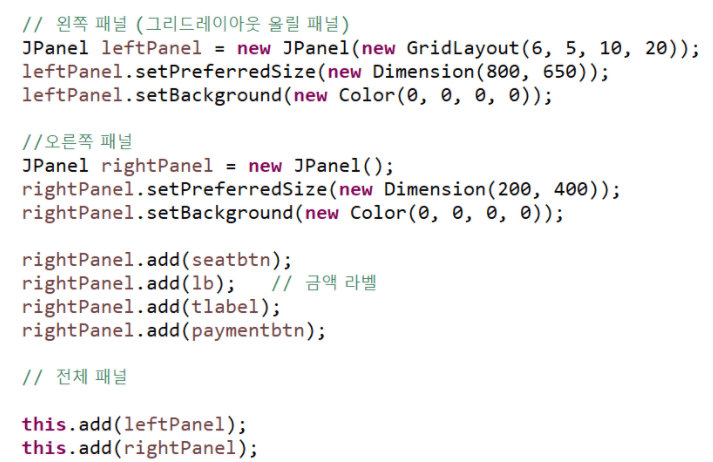 // 왼쪽 패널 (그리드레이아웃 올릴 패널)
JPanel leftPanel = new JPanel(new GridLayout(6, 5, 10, 20));
leftPanel.setPreferredSize(new Dimension(800, 650));
leftPanel.setBackground(new Color(0, 0, 0, 0));
//오른쪽 패널
JPanel rightPanel = new JPanel();
rightPanel.setPreferredSize(new Dimension(200, 400));
rightPanel.setBackground(new Color(0, 0, 0, 0));
rightPanel.add(seatbtn);
rightPanel.add(lb);   // 금액 라벨
rightPanel.add(tlabel);
rightPanel.add(paymentbtn);
// 전체 패널
this.add(leftPanel);
this.add(rightPanel);